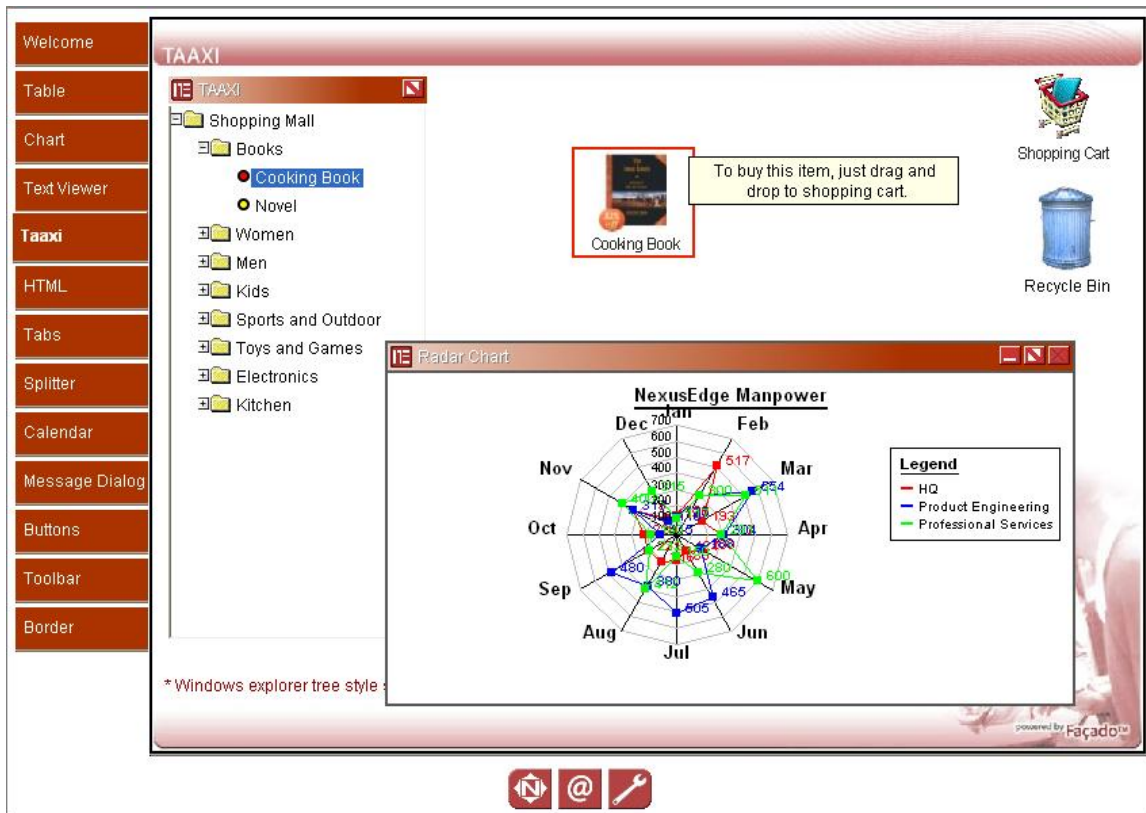 Welcome
Table
Chart
Text Viewer
Taaxi
HTML
Tabs
Splitter
Calendar
Message Dialog
Buttons
Toolbar
Border
TAAXI
TAAXI
Shopping Mall
Books
Cooking Book
Novel
Women
Men
Kids
Sports and Outdoor
Toys and Games
Electronics
Kitchen
Cooking Book
To buy this item, just drag and
drop to shopping cart.
Shopping Cart
Recycle Bin
Radar Chart
NexusEdge Manpower
Jan
Feb
Mar
Apr
May
Jun
Jul
Aug
Sep
Oct
Nov
Dec
700
600
500
400
300
200
517
193
600
280
465
505
380
480
Legend
HQ
Product Engineering
Professional Services
* Windows explorer tree style
powered by Façado™
N
@